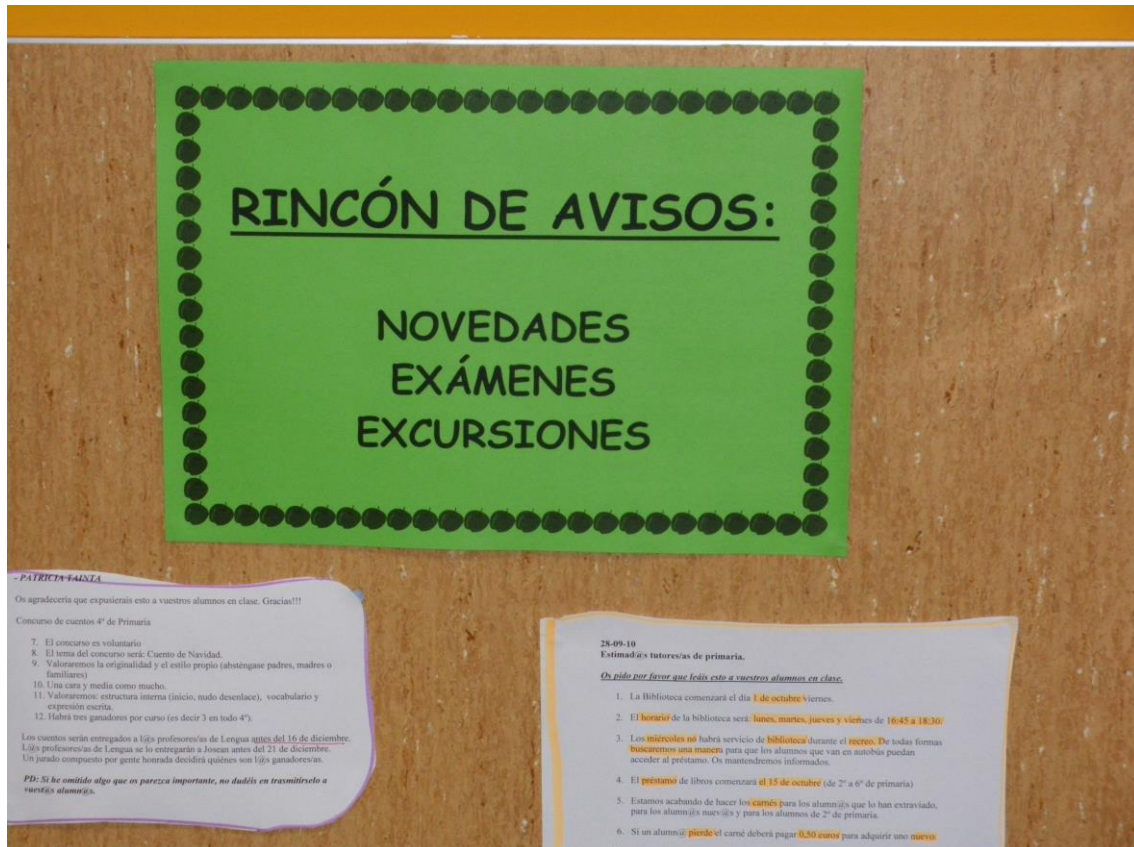 RINCÓN DE AVISOS:
NOVEDADES
EXÁMENES
EXCURSIONES
- PATRICIA TAINTA
Os agradecería que expusierais esto a vuestros alumnos en clase. Gracias!!!
Concurso de cuentos 4º de Primaria
7. El concurso es voluntario
8. El tema del concurso será: Cuento de Navidad.
9. Valoraremos la originalidad y el estilo propio (absténgase padres, madres o
familiares)
10. Una cara y media como mucho.
11. Valoraremos: estructura interna (inicio, nudo desenlace), vocabulario y
expresión escrita.
12. Habrá tres ganadores por curso (es decir 3 en todo 4º).
Los cuentos serán entregados a l@s profesores/as de Lengua antes del 16 de diciembre.
L@s profesores/as de Lengua se lo entregarán a Josean antes del 21 de diciembre.
Un jurado compuesto por gente honrada decidirá quiénes son l@s ganadores/as.
PD: Si he omitido algo que os parezca importante, no dudéis en trasmitírselo a
vuestr@s alumn@s.
28-09-10
Estimad@s tutores/as de primaria.
Os pido por favor que leáis esto a vuestros alumnos en clase.
1. La Biblioteca comenzará el día 1 de octubre viernes.
2. El horario de la biblioteca será: lunes, martes, jueves y viernes de 16:45 a 18:30.
3. Los miércoles no habrá servicio de biblioteca durante el recreo. De todas formas
buscaremos una manera para que los alumnos que van en autobús puedan
acceder al préstamo. Os mantendremos informados.
4. El préstamo de libros comenzará el 15 de octubre (de 2º a 6º de primaria)
5. Estamos acabando de hacer los carnés para los alumn@s que lo han extraviado,
para los alumn@s nuev@s y para los alumnos de 2º de primaria.
6. Si un alumn@ pierde el carné deberá pagar 0,50 euros para adquirir uno nuevo.